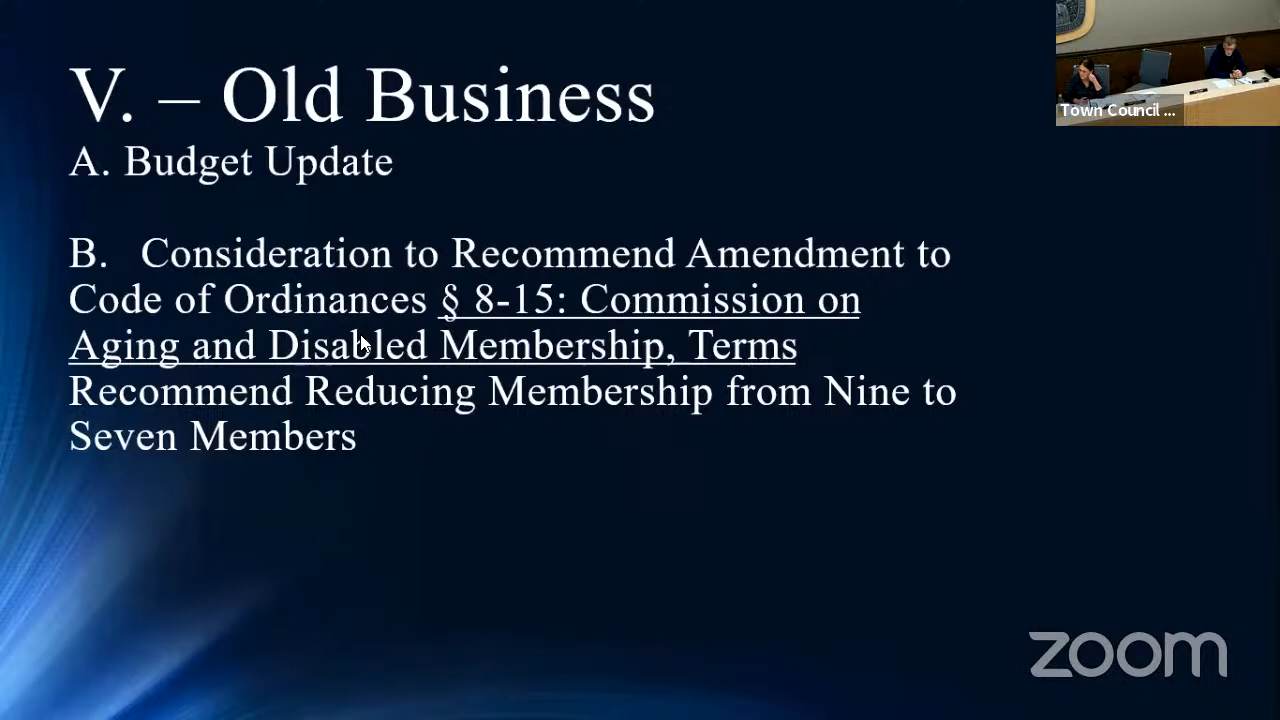 V. – Old Business
A. Budget Update
B. Consideration to Recommend Amendment to
Code of Ordinances § 8-15: Commission on
Aging and Disabled Membership, Terms
Recommend Reducing Membership from Nine to
Seven Members
Town Council ...
zoom